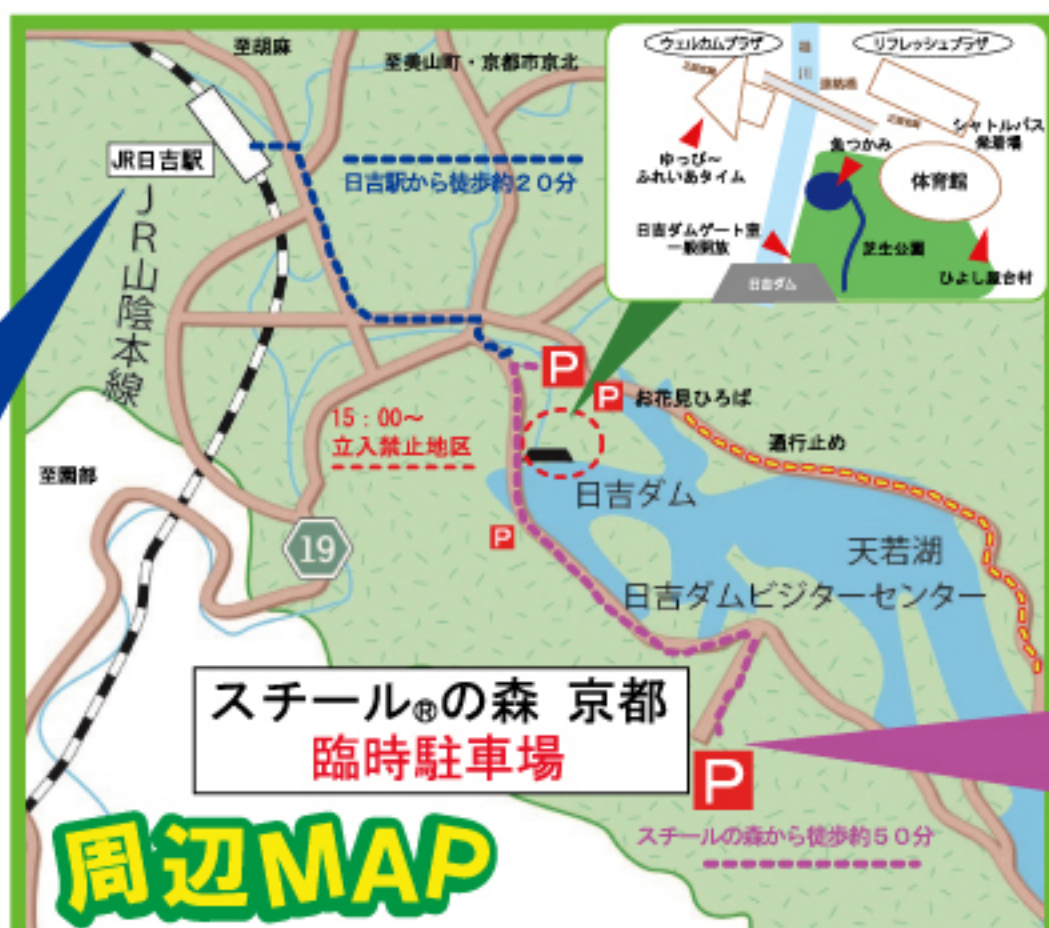 至胡麻
至美山町・京都市京北
ウェルカムプラザ
リフレッシュプラザ
シャトルバス
発着場
魚つかみ
体育館
ゆっぴ~
ふれいあタイム
日吉ダムゲート室
一般開放
芝生公園
日吉ダム
ひよし屋台村
JR日吉駅
日吉駅から徒歩約20分
JR山陰本線
P
P
お花見ひろば
15:00~
立入禁止地区
通行止め
至園部
日吉ダム
19
P
天若湖
日吉ダムビジターセンター
スチール®の森 京都
臨時駐車場
P
スチールの森から徒歩約50分
周辺MAP